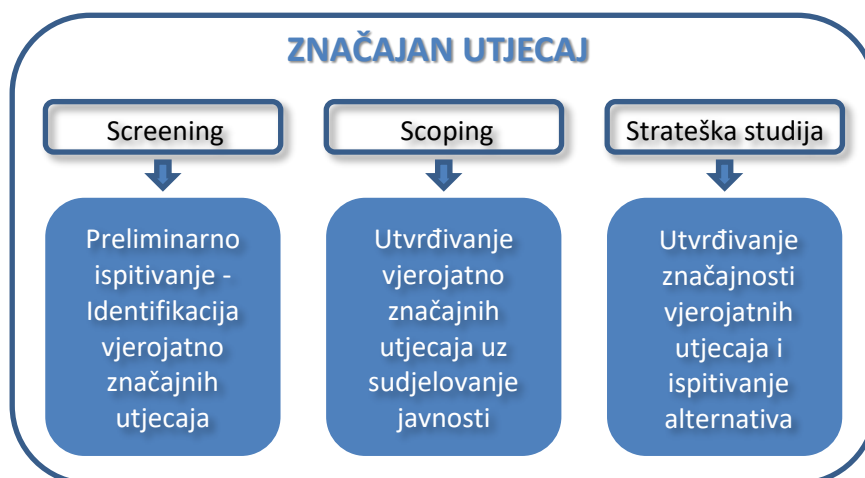 ZNAČAJAN UTJECAJ
Screening
Scoping
Strateška studija
Preliminarno
ispitivanje -
Identifikacija
vjerojatno
značajnih
utjecaja
Utvrđivanje
vjerojatno
značajnih
utjecaja uz
sudjelovanje
javnosti
Utvrđivanje
značajnosti
vjerojatnih
utjecaja i
ispitivanje
alternativa